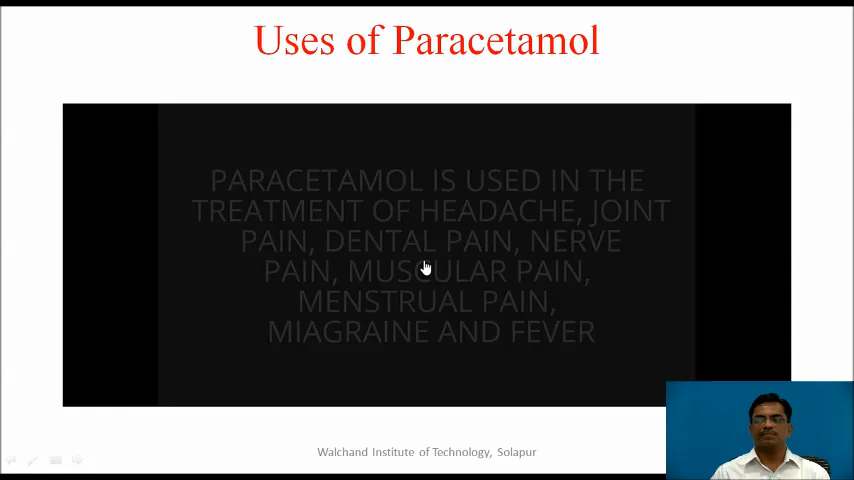 Uses of Paracetamol
PARACETAMOL IS USED IN THE
TREATMENT OF HEADACHE, JOINT
PAIN, DENTAL PAIN, NERVE
PAIN, MUSCULAR PAIN,
MENSTRUAL PAIN,
MIAGRAINE AND FEVER
Walchand Institute of Technology, Solapur